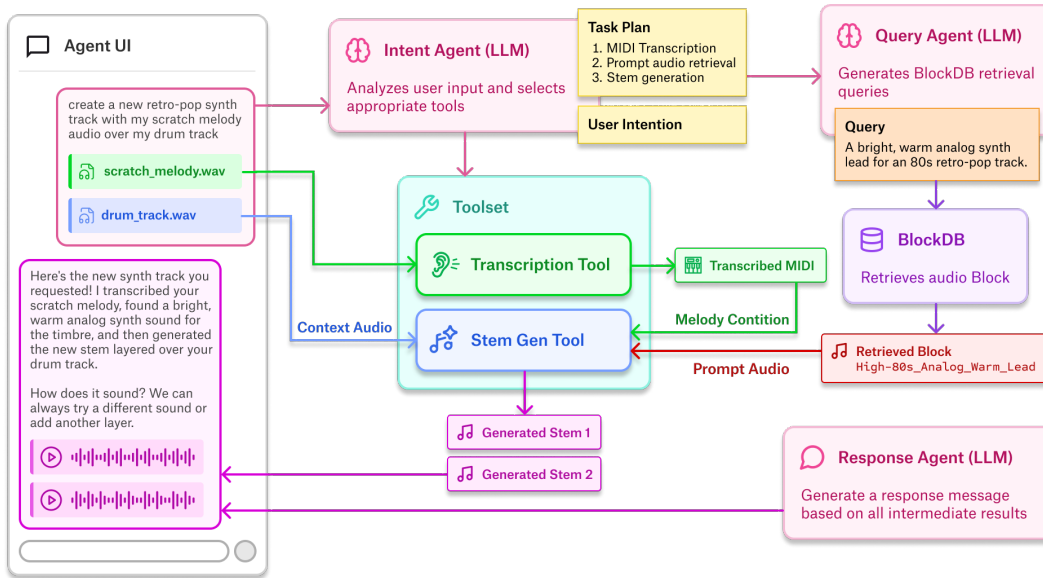 Agent UI
create a new retro-pop synth
track with my scratch melody
audio over my drum track
scratch_melody.wav
drum_track.wav
Here's the new synth track you
requested! I transcribed your
scratch melody, found a bright,
warm analog synth sound for
the timbre, and then generated
the new stem layered over your
drum track.
How does it sound? We can
always try a different sound or
add another layer.
Intent Agent (LLM)
Analyzes user input and selects
appropriate tools
Task Plan
1. MIDI Transcription
2. Prompt audio retrieval
3. Stem generation
User Intention
Query Agent (LLM)
Generates BlockDB retrieval
queries
Query
A bright, warm analog synth
lead for an 80s retro-pop track.
BlockDB
Retrieves audio Block
Toolset
Transcription Tool
Transcribed MIDI
Context Audio
Stem Gen Tool
Melody Contition
Prompt Audio
Retrieved Block
High-80s_Analog_Warm_Lead
Generated Stem 1
Generated Stem 2
Response Agent (LLM)
Generate a response message
based on all intermediate results